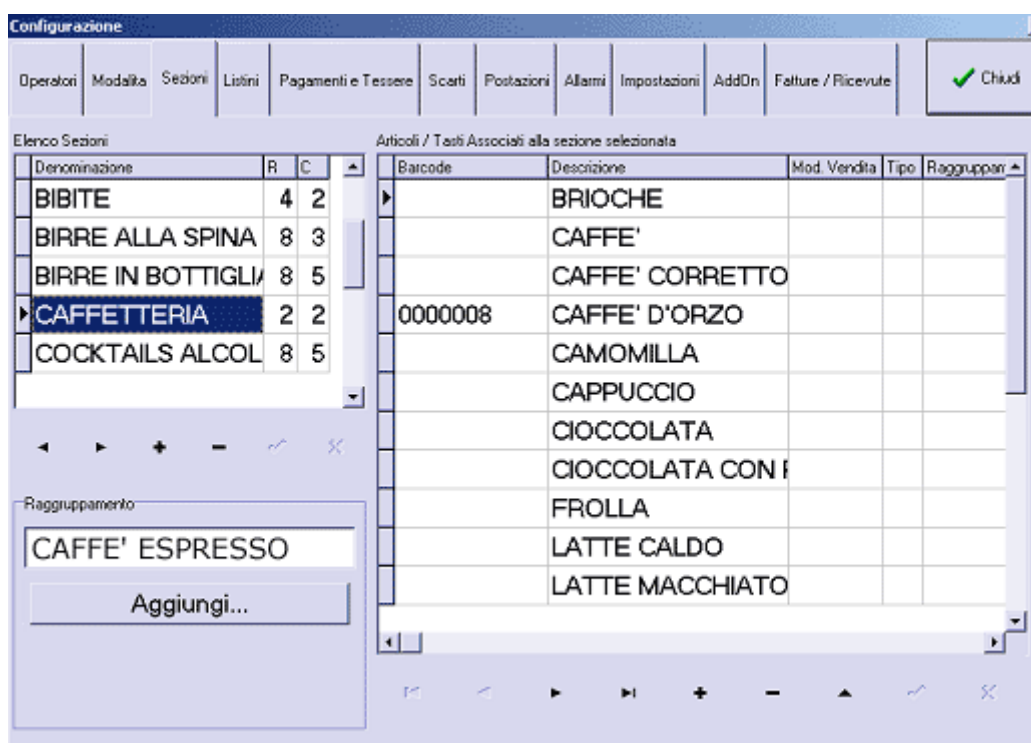 Configurazione
Operatori Modalita Sezioni Listini Pagamenti e Tessere Scarti Postazioni Allarmi Impostazioni AddOn Fatture / Ricevute Chiudi
Elenco Sezioni
Denominazione R C
BIBITE 4 2
BIRRE ALLA SPINA 8 3
BIRRE IN BOTTIGLIA 8 5
CAFFETTERIA 2 2
COCKTAILS ALCOL 8 5
Raggruppamento
CAFFE' ESPRESSO
Aggiungi...
Articoli / Tasti Associati alla sezione selezionata
Barcode Descrizione Mod. Vendita Tipo Raggruppam
BRIOCHE
CAFFE'
CAFFE' CORRETTO
0000008 CAFFE' D'ORZO
CAMOMILLA
CAPPUCCIO
CIOCCOLATA
CIOCCOLATA CON
FROLLA
LATTE CALDO
LATTE MACCHIATO